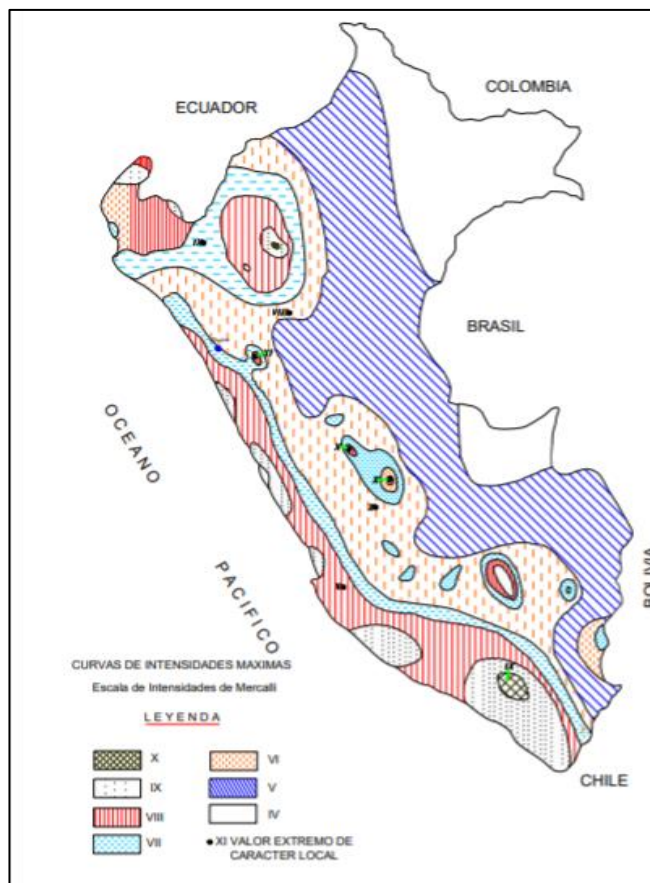 COLOMBIA
ECUADOR
BRASIL
OCEANO
PACIFICO
BOLIVIA
CHILE
CURVAS DE INTENSIDADES MAXIMAS
Escala de Intensidades de Mercalli
LEYENDA
X
IX
VIII
VII
VI
V
IV
XI VALOR EXTREMO DE
CARACTER LOCAL